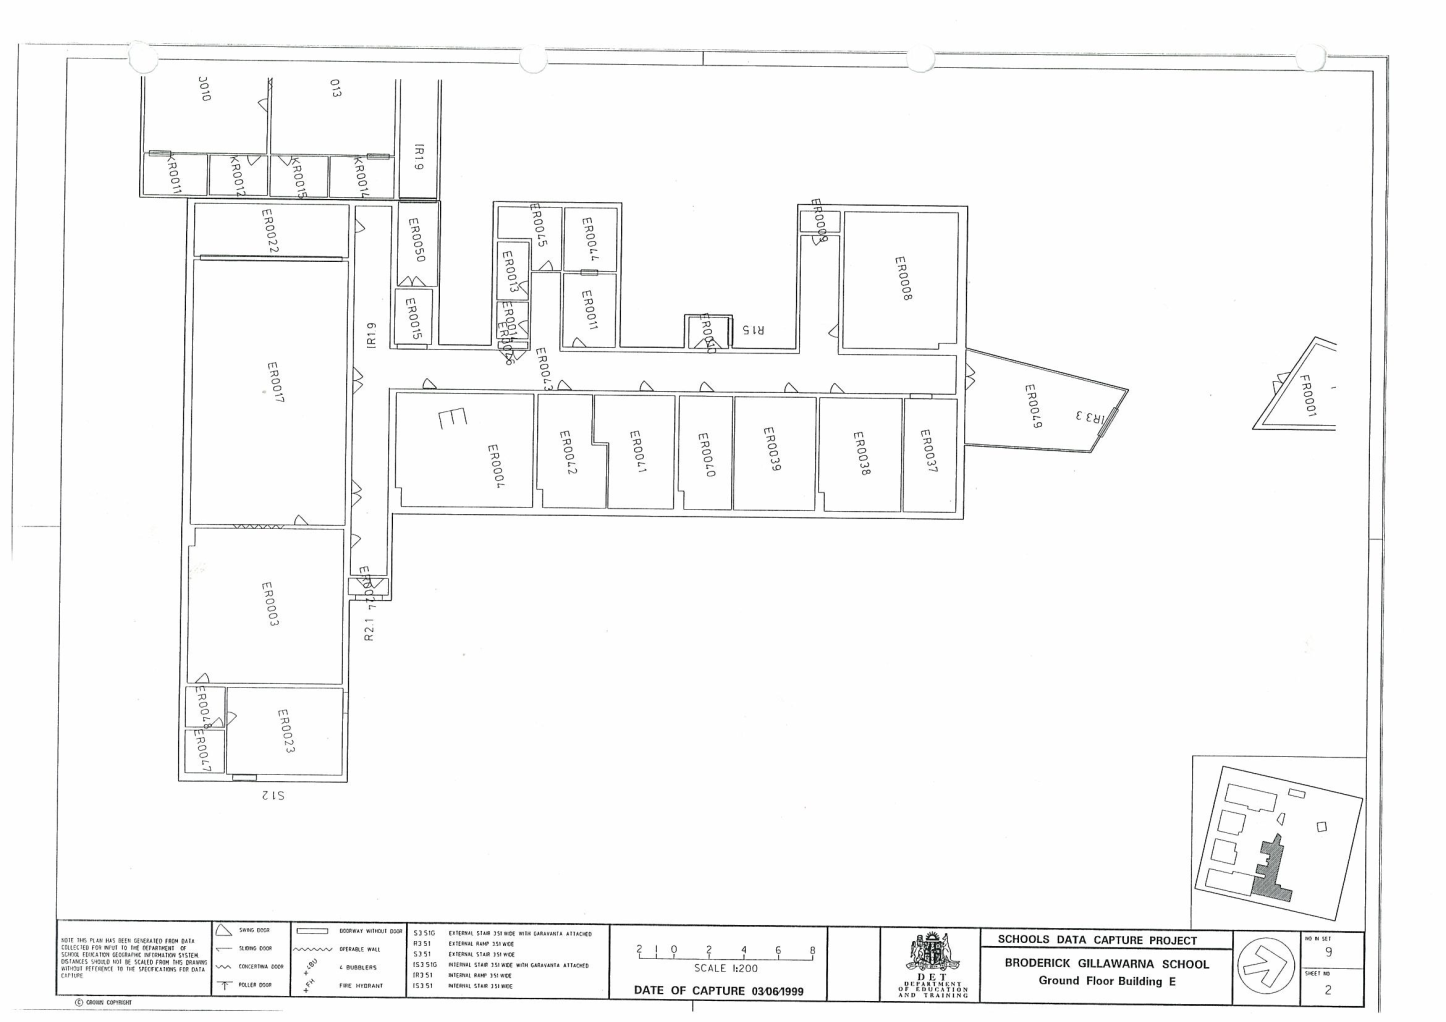 0010
013
IR19
KR0011
KR0012
KR0015
KR0014
ER0022
ER0050
ER0045
ER0044
ER0009
ER0013
ER0008
ER0015
ER0011
IR19
R15
ER0043
ER0017
ER0049
IR3 3
FR0001
E
ER0004
ER0042
ER0041
ER0040
ER0039
ER0038
ER0037
ER0003
R2.1
ER0048
ER0023
ER0047
S12
NOTE THIS PLAN HAS BEEN GENERATED FROM DATA
COLLECTED FOR INPUT TO THE DEPARTMENT OF
SCHOOL EDUCATION GEOGRAPHIC INFORMATION SYSTEM
DISTANCES SHOULD NOT BE SCALED FROM THIS DRAWING
WITHOUT REFERENCE TO THE SPECIFICATIONS FOR DATA
CAPTURE
SWING DOOR
SLIDING DOOR
CONCERTINA DOOR
ROLLER DOOR
DOORWAY WITHOUT DOOR
OPERABLE WALL
x 4BU 4 BUBBLERS
x FH FIRE HYDRANT
S3 51G EXTERNAL STAIR 3.51 WIDE WITH GARAVANTA ATTACHED
R3 51 EXTERNAL RAMP 3.51 WIDE
S3 51 EXTERNAL STAIR 3.51 WIDE
IS3 51G INTERNAL STAIR 3.51 WIDE WITH GARAVANTA ATTACHED
IR3 51 INTERNAL RAMP 3.51 WIDE
IS3 51 INTERNAL STAIR 3.51 WIDE
2 1 0 2 4 6 8
SCALE 1:200
DATE OF CAPTURE 03/06/1999
DET
DEPARTMENT
OF EDUCATION
AND TRAINING
SCHOOLS DATA CAPTURE PROJECT
BRODERICK GILLAWARNA SCHOOL
Ground Floor Building E
NO IN SET
9
SHEET NO
2
© CROWN COPYRIGHT